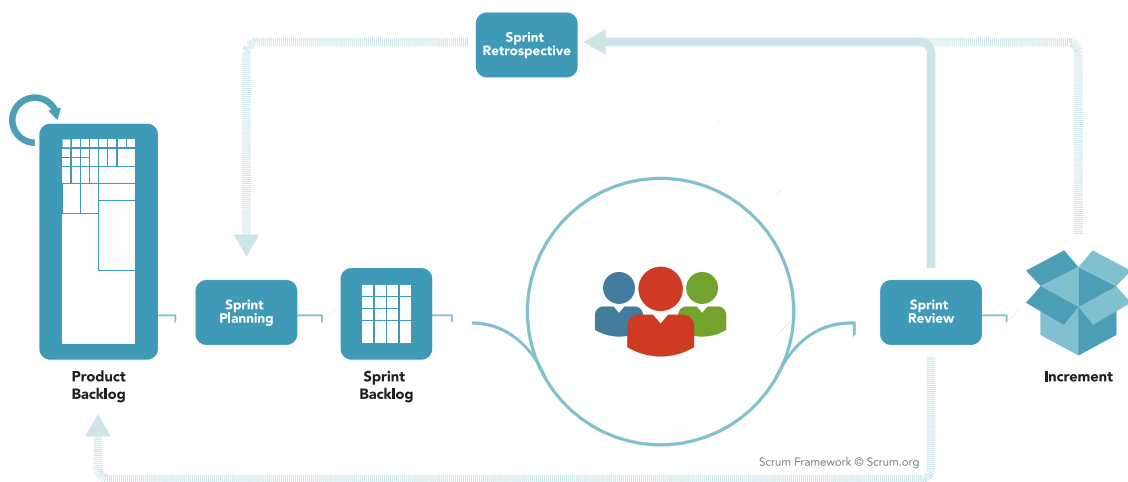 Sprint
Retrospective
Sprint
Planning
Sprint
Review
Product
Backlog
Sprint
Backlog
Increment
Scrum Framework © Scrum.org